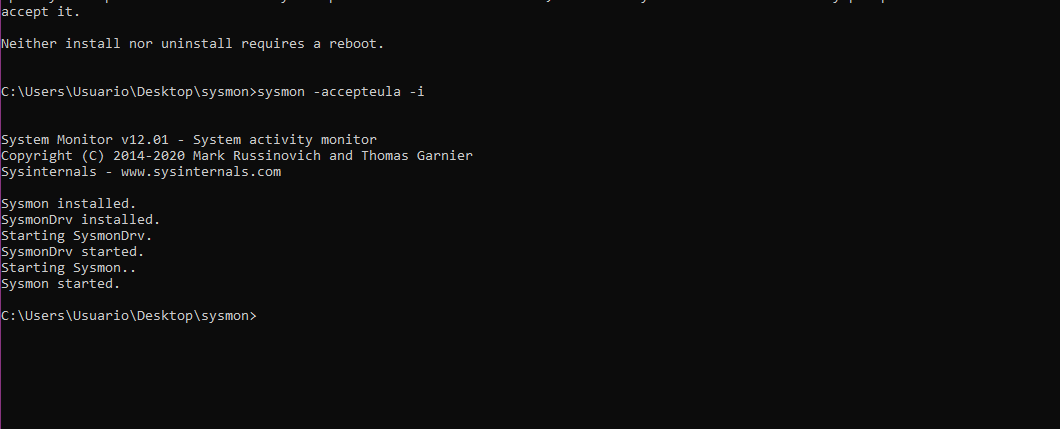 accept it.
Neither install nor uninstall requires a reboot.
C:\Users\Usuario\Desktop\sysmon>sysmon -accepteula -i
System Monitor v12.01 - System activity monitor
Copyright (C) 2014-2020 Mark Russinovich and Thomas Garnier
Sysinternals - www.sysinternals.com
Sysmon installed.
SysmonDrv installed.
Starting SysmonDrv.
SysmonDrv started.
Starting Sysmon..
Sysmon started.
C:\Users\Usuario\Desktop\sysmon>